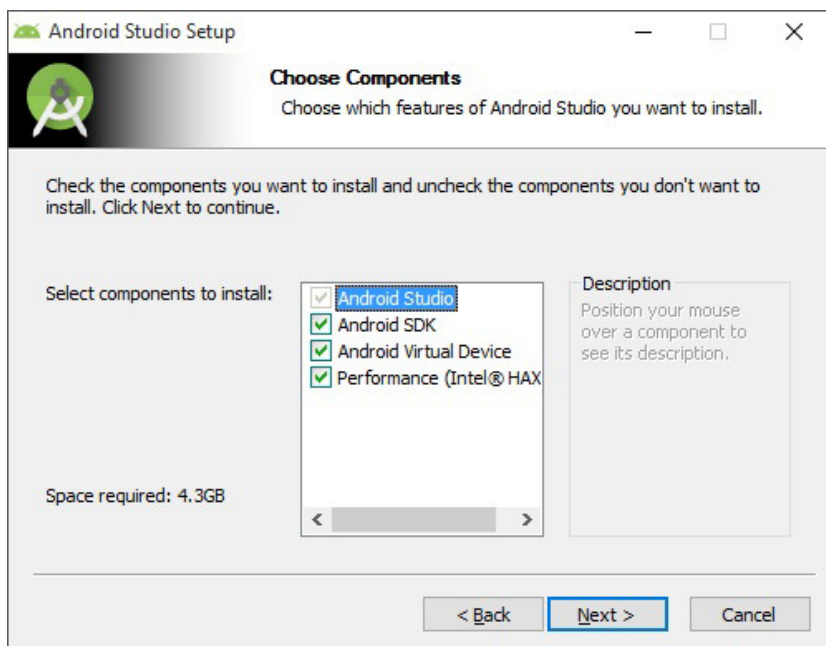 Android Studio Setup
Choose Components
Choose which features of Android Studio you want to install.
Check the components you want to install and uncheck the components you don't want to
install. Click Next to continue.
Select components to install:
Android Studio
Android SDK
Android Virtual Device
Performance (Intel® HAX
Description
Position your mouse
over a component to
see its description.
Space required: 4.3GB
< Back
Next >
Cancel